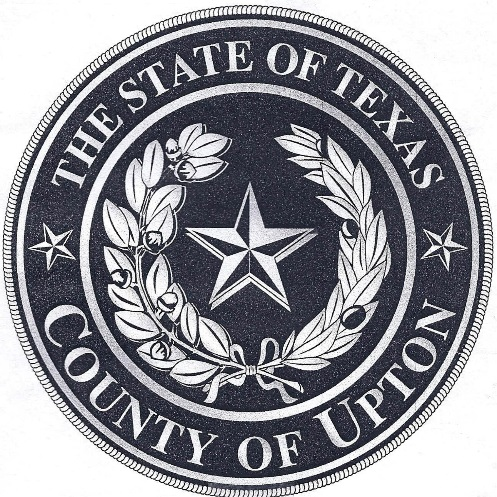 THE STATE OF TEXAS
COUNTY OF UPTON